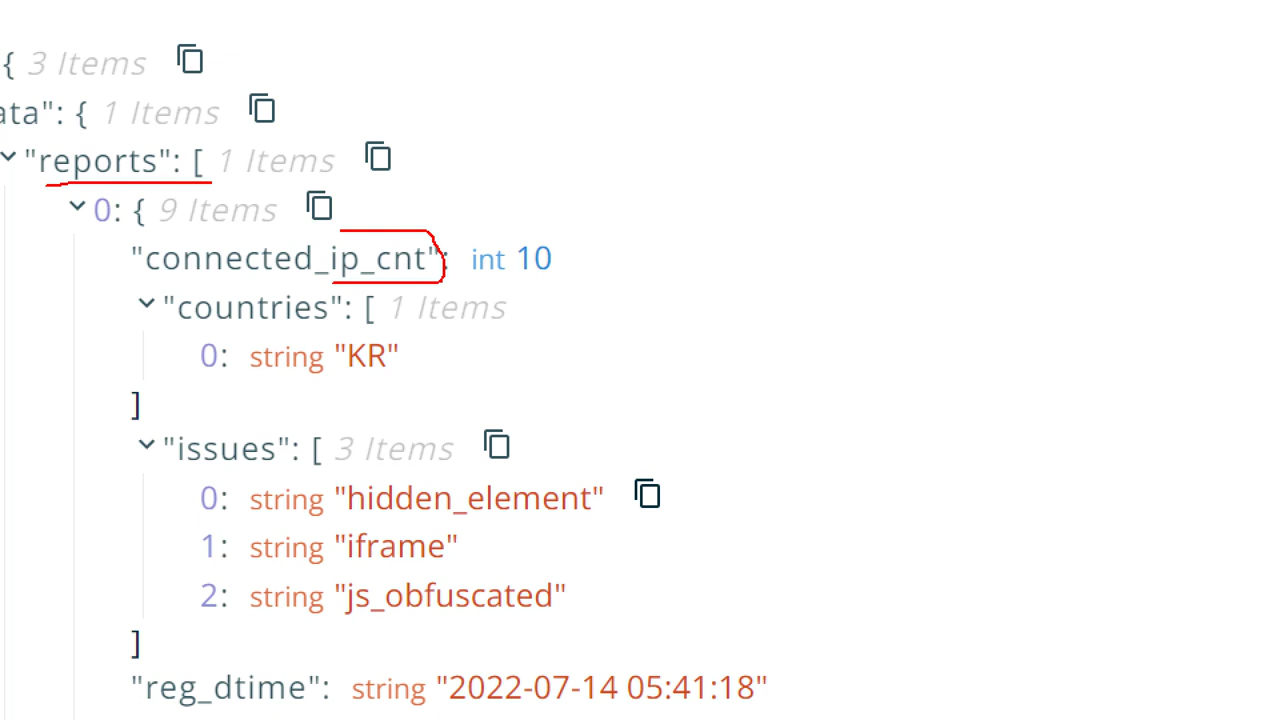 { 3 Items
ata": { 1 Items
"reports": [ 1 Items
0: { 9 Items
"connected_ip_cnt": int 10
"countries": [ 1 Items
0: string "KR"
]
"issues": [ 3 Items
0: string "hidden_element"
1: string "iframe"
2: string "js_obfuscated"
]
"reg_dtime": string "2022-07-14 05:41:18"